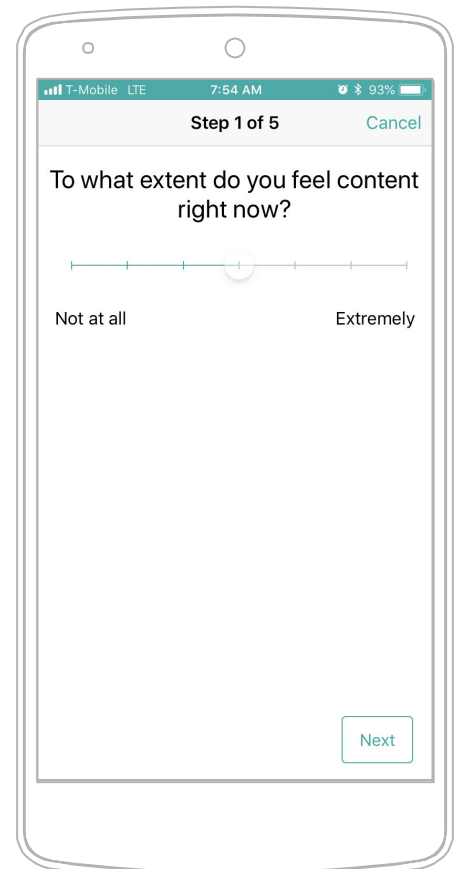 T-Mobile LTE 7:54 AM 93%
Step 1 of 5 Cancel
To what extent do you feel content
right now?
Not at all Extremely
Next